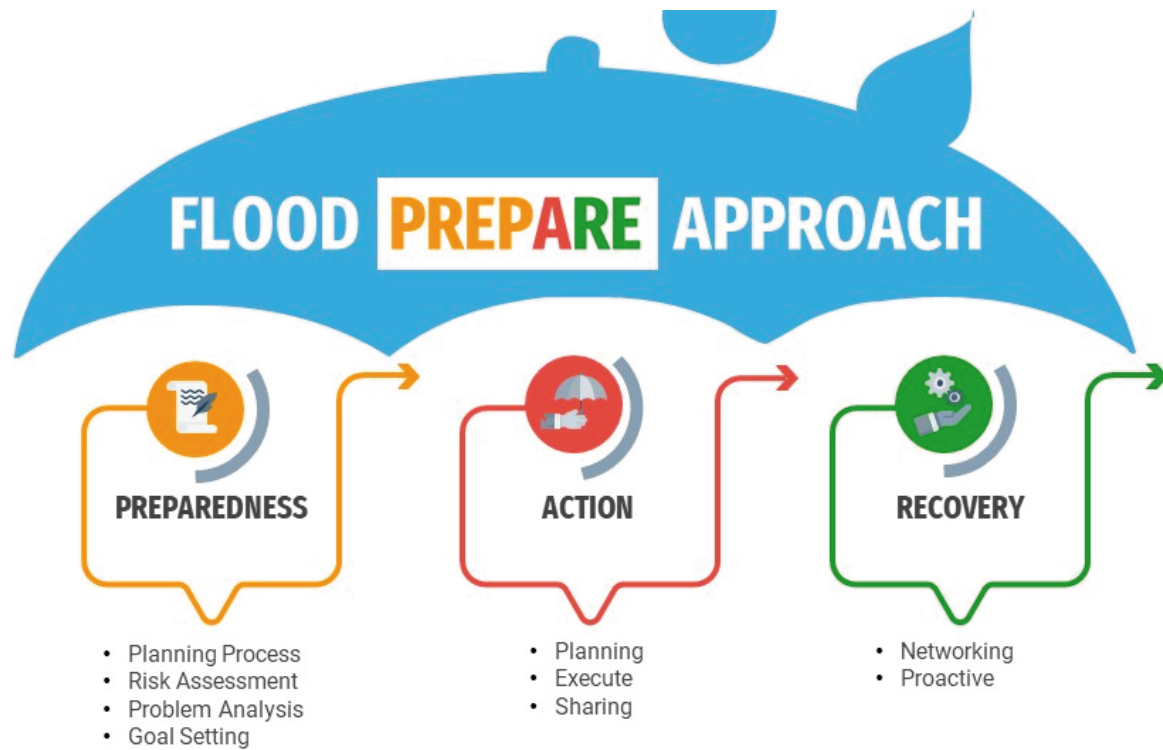 FLOOD PREPARE APPROACH
PREPAREDNESS
• Planning Process
• Risk Assessment
• Problem Analysis
• Goal Setting
ACTION
• Planning
• Execute
• Sharing
RECOVERY
• Networking
• Proactive